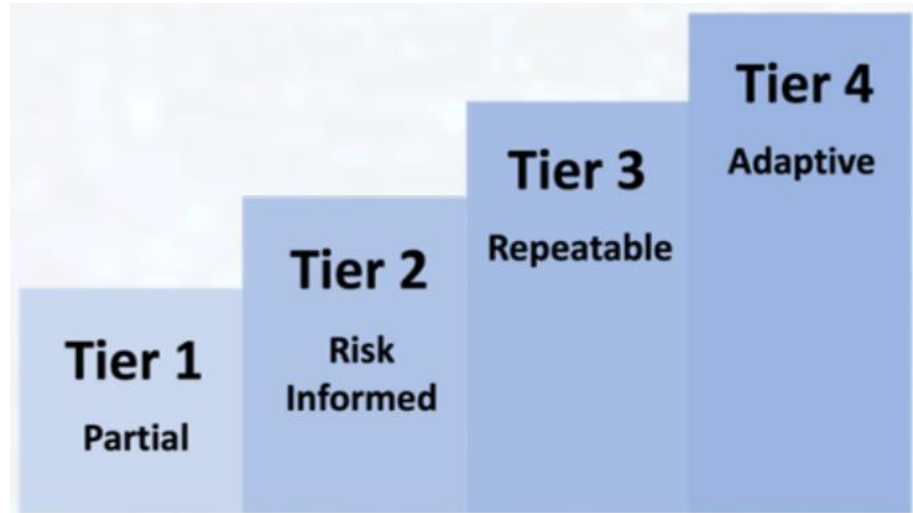 Tier 1
Partial
Tier 2
Risk
Informed
Tier 3
Repeatable
Tier 4
Adaptive